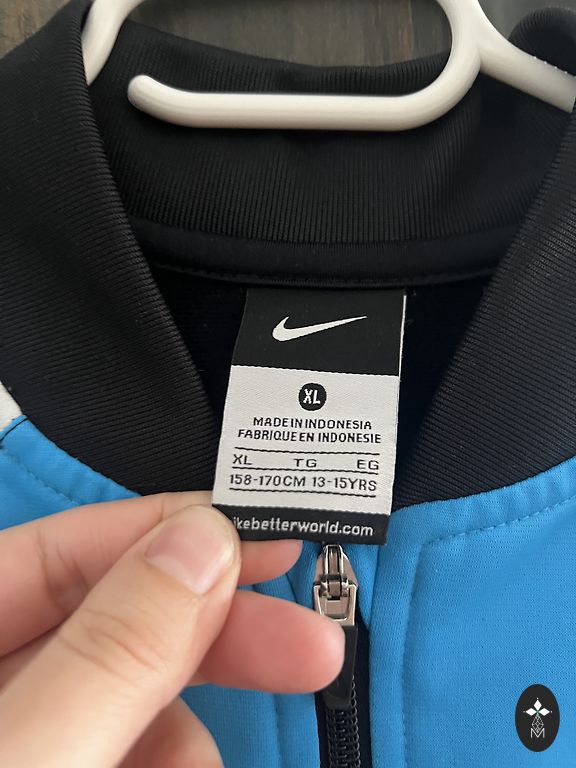 XL
MADE IN INDONESIA
FABRIQUE EN INDONESIE
XL TG EG
158-170CM 13-15YRS
ikebetterworld.com
M